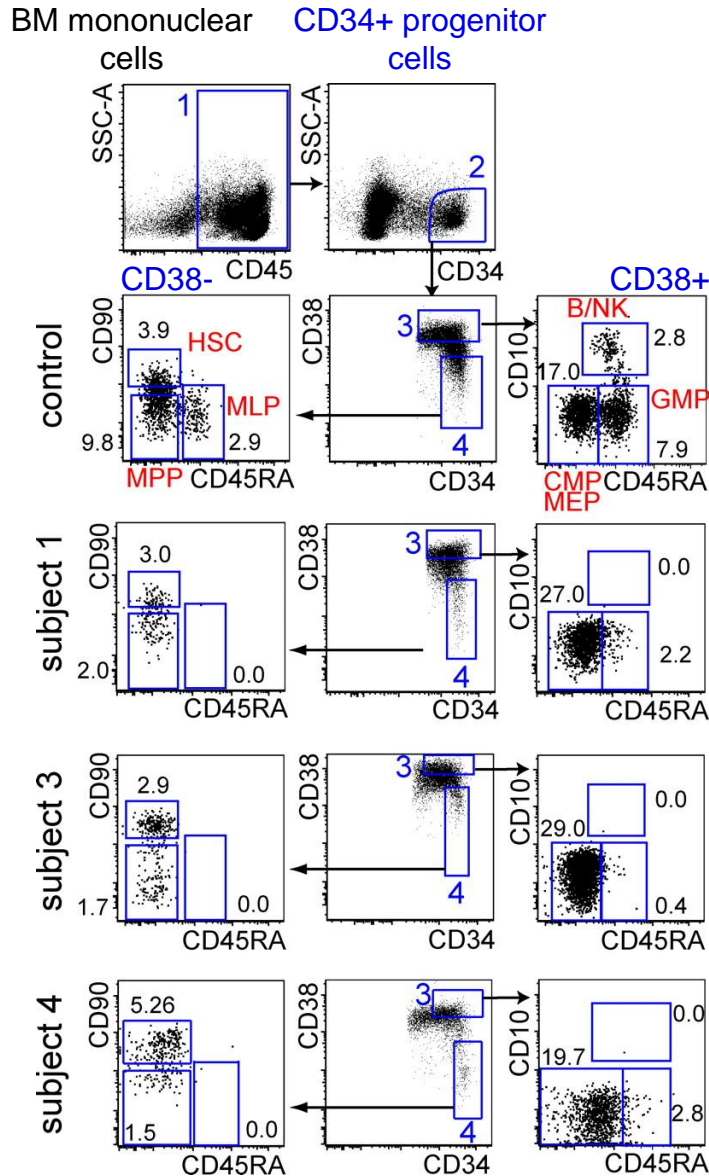 BM mononuclear cells
CD34+ progenitor cells
SSC-A
1
CD45
SSC-A
2
CD34
control
CD38-
CD90
3.9
HSC
MLP
9.8
2.9
MPP
CD45RA
CD38
3
4
CD34
CD38+
B/NK
CD10
2.8
17.0
GMP
7.9
CMP
MEP
CD45RA
subject 1
CD90
3.0
2.0
0.0
CD45RA
CD38
3
4
CD34
CD10
0.0
27.0
2.2
CD45RA
subject 3
CD90
2.9
1.7
0.0
CD45RA
CD38
3
4
CD34
CD10
0.0
29.0
0.4
CD45RA
subject 4
CD90
5.26
1.5
0.0
CD45RA
CD38
3
4
CD34
CD10
0.0
19.7
2.8
CD45RA